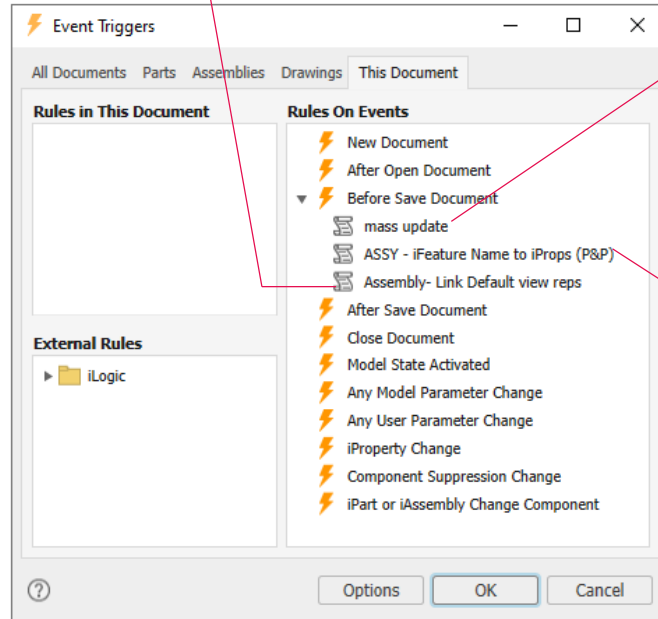 Event Triggers
All Documents Parts Assemblies Drawings This Document
Rules in This Document
Rules On Events
New Document
After Open Document
Before Save Document
mass update
ASSY - iFeature Name to iProps (P&P)
Assembly- Link Default view reps
After Save Document
Close Document
Model State Activated
Any Model Parameter Change
Any User Parameter Change
iProperty Change
Component Suppression Change
iPart or iAssembly Change Component
External Rules
iLogic
?
Options OK Cancel